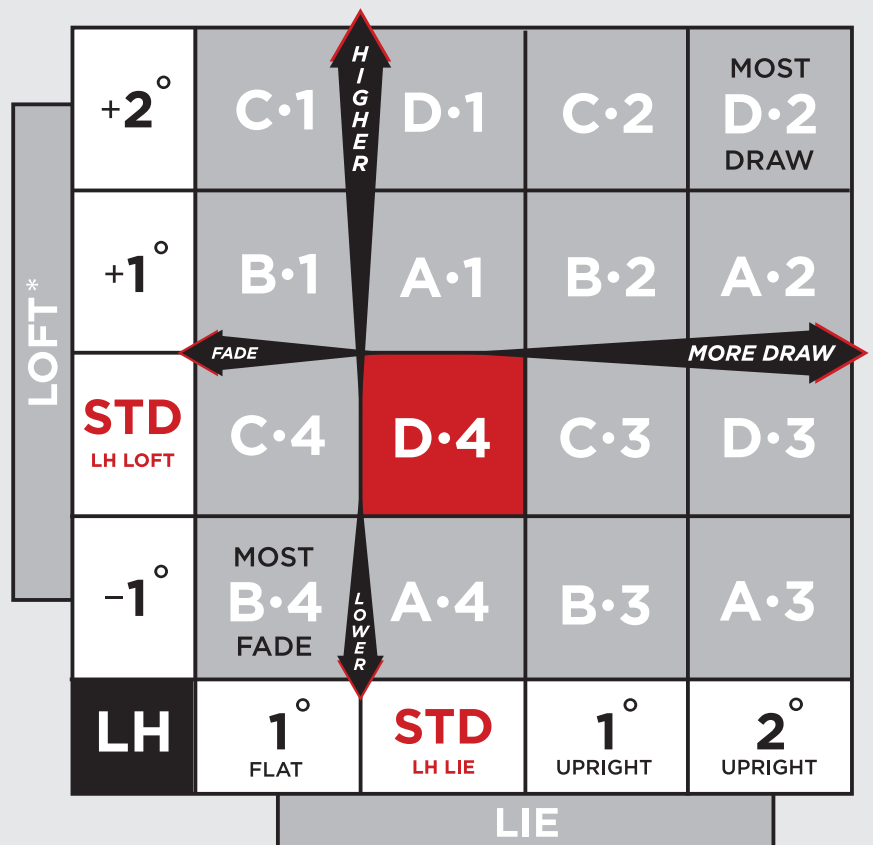 LOFT*
+2°
C•1
HIGHER
D•1
C•2
MOST
D•2
DRAW
+1°
B•1
A•1
B•2
A•2
FADE
MORE DRAW
STD
LH LOFT
C•4
D•4
C•3
D•3
−1°
MOST
B•4
FADE
LOWER
A•4
B•3
A•3
LH
1°
FLAT
STD
LH LIE
1°
UPRIGHT
2°
UPRIGHT
LIE